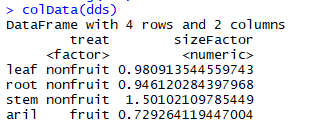 > colData(dds)
DataFrame with 4 rows and 2 columns
treat sizeFactor
<factor> <numeric>
leaf nonfruit 0.980913544559743
root nonfruit 0.946120284397968
stem nonfruit 1.50102109785449
aril fruit 0.729264119447004